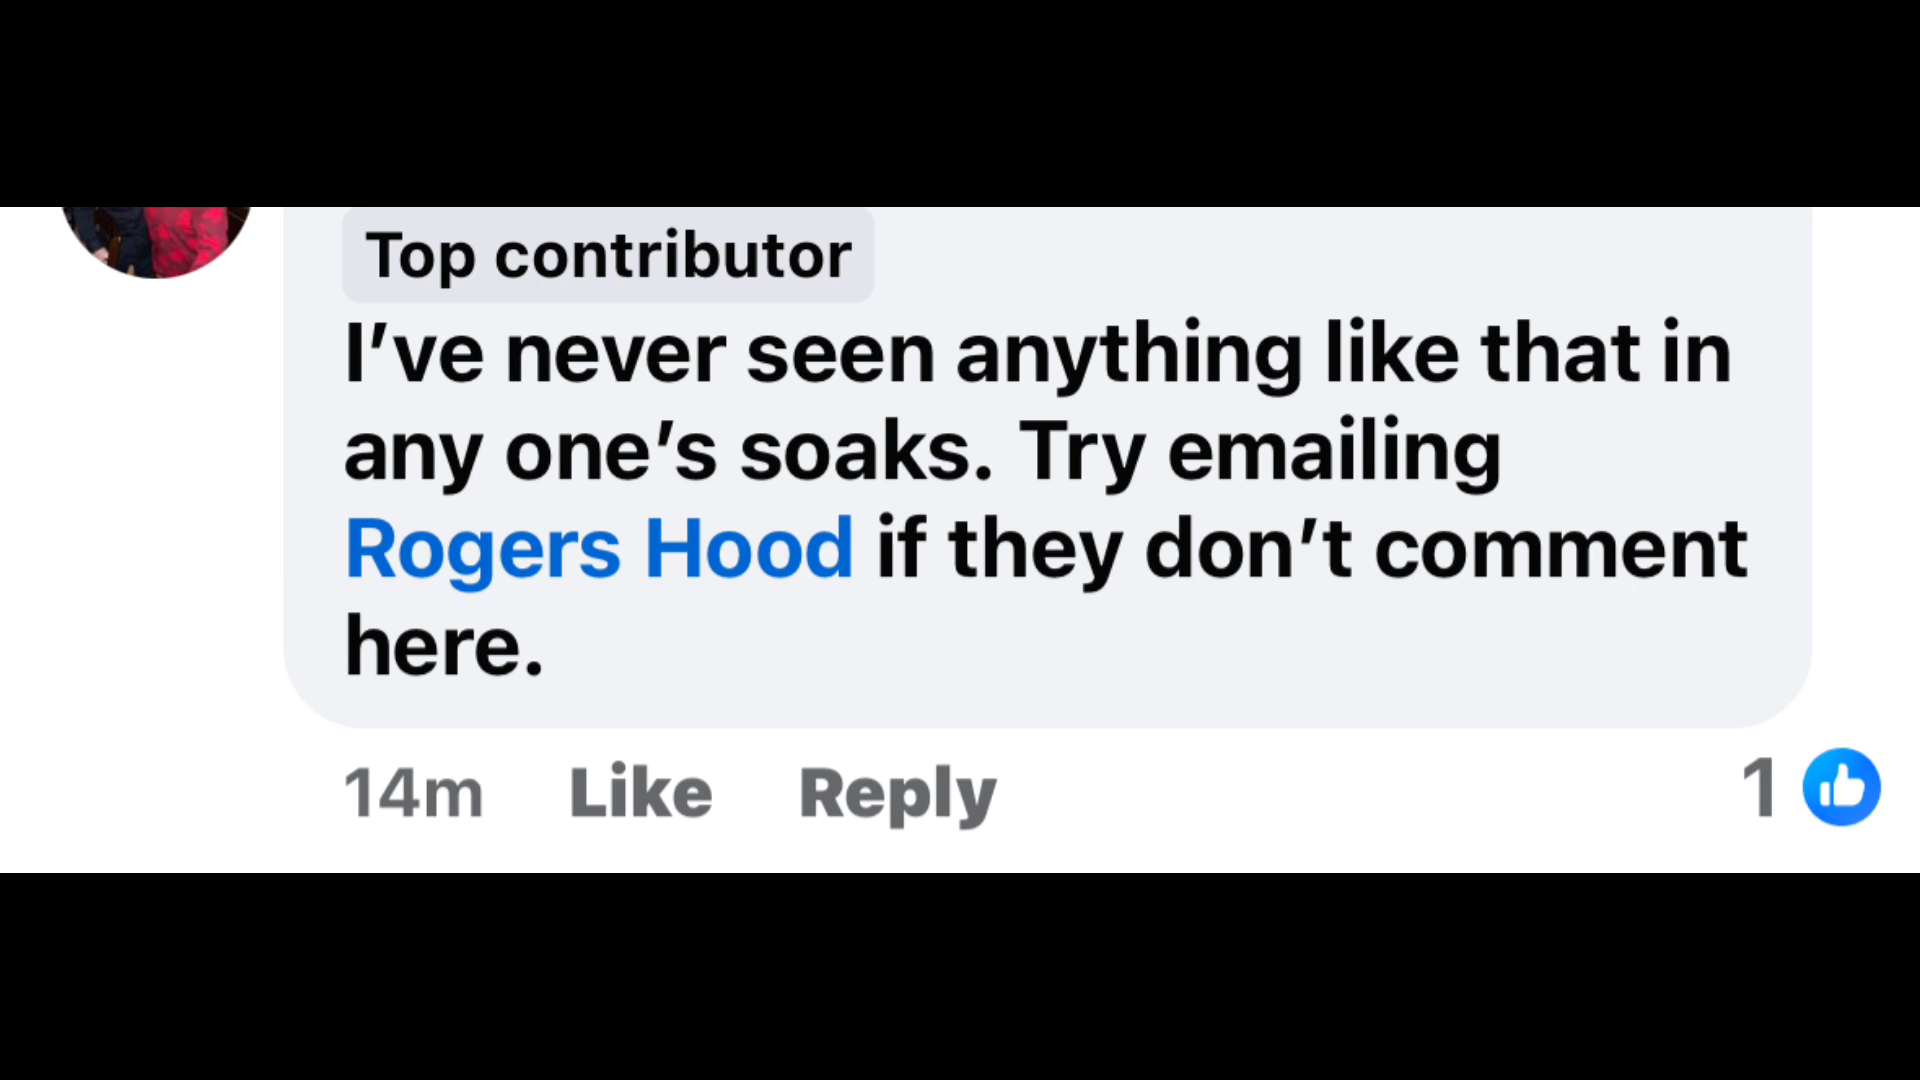 Top contributor
I’ve never seen anything like that in
any one’s soaks. Try emailing
Rogers Hood if they don’t comment
here.
14m Like Reply 1